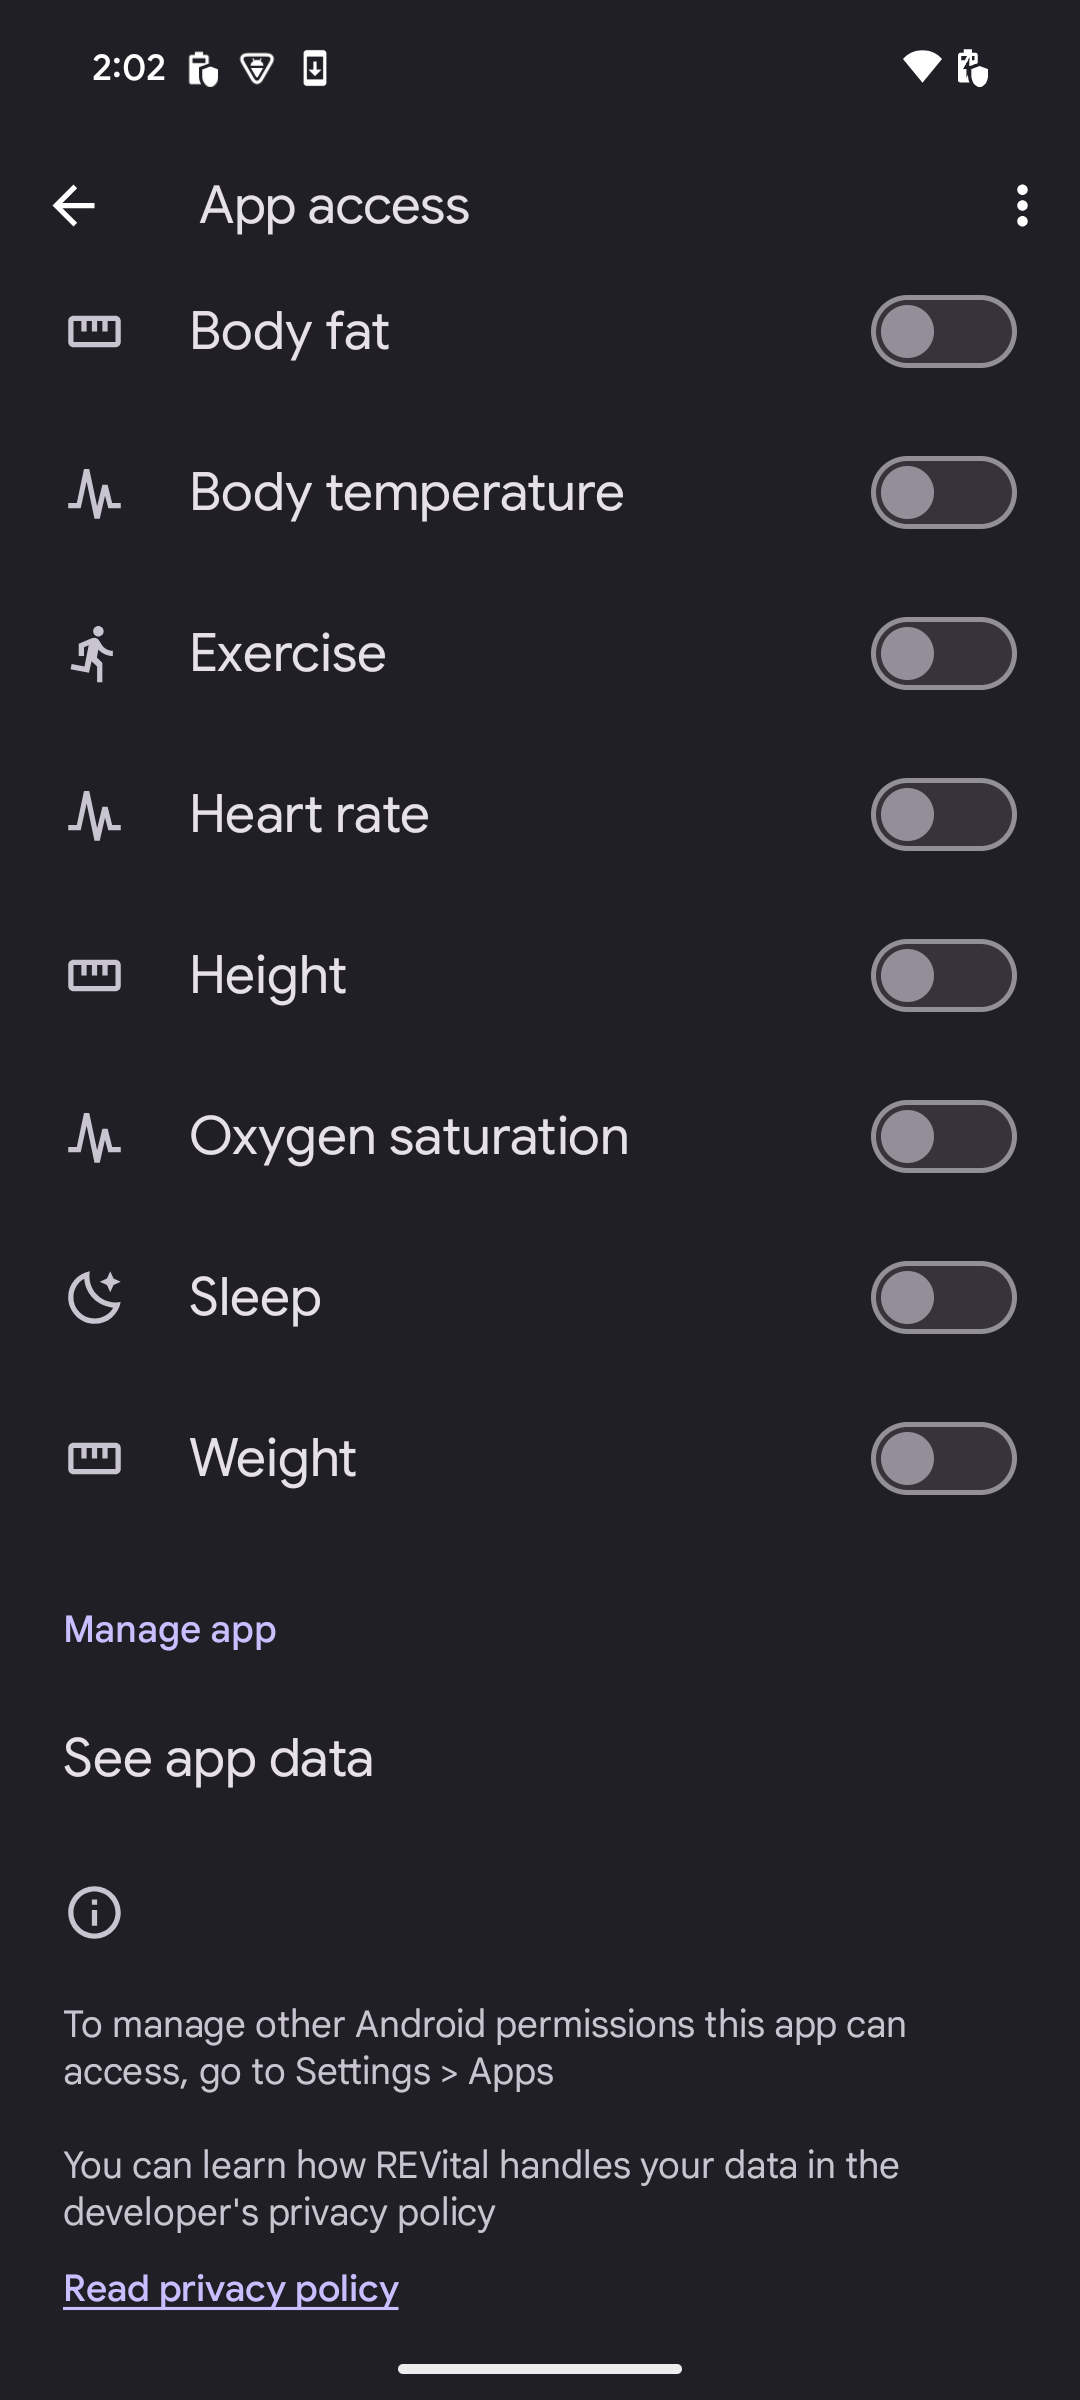 2:02
App access
Body fat
Body temperature
Exercise
Heart rate
Height
Oxygen saturation
Sleep
Weight
Manage app
See app data
To manage other Android permissions this app can
access, go to Settings > Apps
You can learn how REVital handles your data in the
developer's privacy policy
Read privacy policy